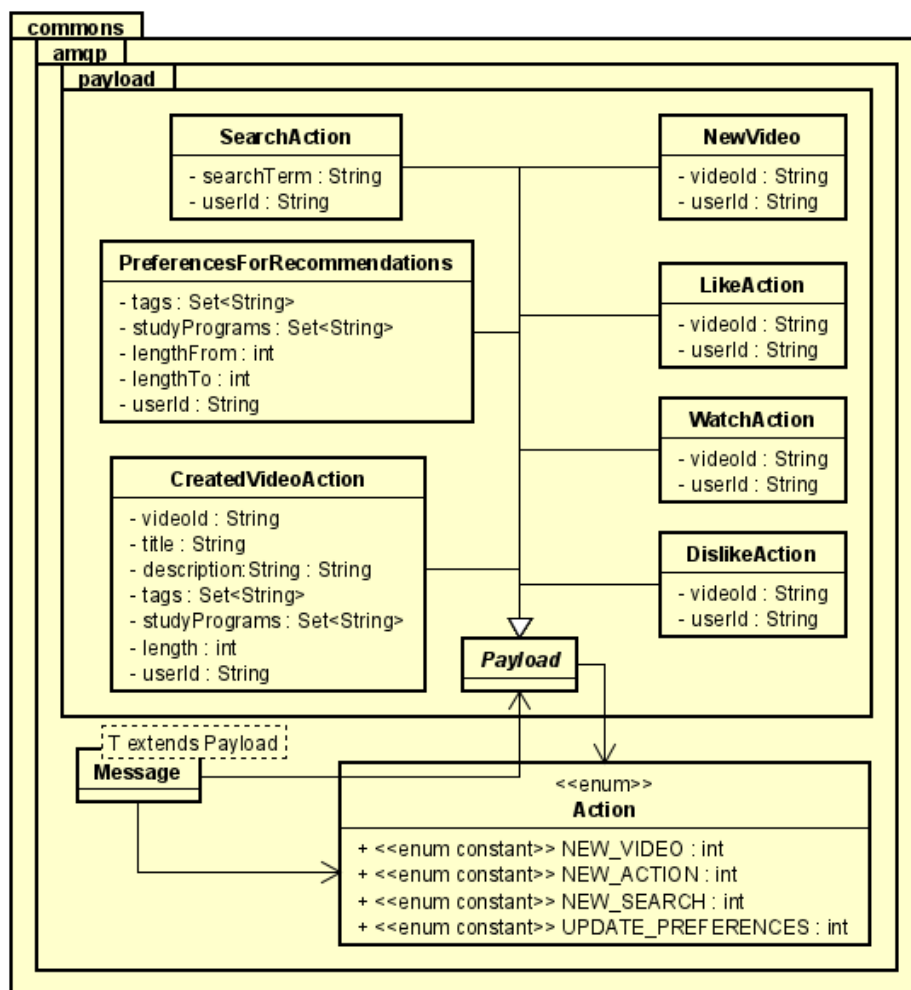 commons
amqp
payload
SearchAction
- searchTerm : String
- userId : String
NewVideo
- videoId : String
- userId : String
PreferencesForRecommendations
- tags : Set<String>
- studyPrograms : Set<String>
- lengthFrom : int
- lengthTo : int
- userId : String
LikeAction
- videoId : String
- userId : String
WatchAction
- videoId : String
- userId : String
CreatedVideoAction
- videoId : String
- title : String
- description:String : String
- tags : Set<String>
- studyPrograms : Set<String>
- length : int
- userId : String
DislikeAction
- videoId : String
- userId : String
Payload
T extends Payload
Message
<<enum>>
Action
+ <<enum constant>> NEW_VIDEO : int
+ <<enum constant>> NEW_ACTION : int
+ <<enum constant>> NEW_SEARCH : int
+ <<enum constant>> UPDATE_PREFERENCES : int